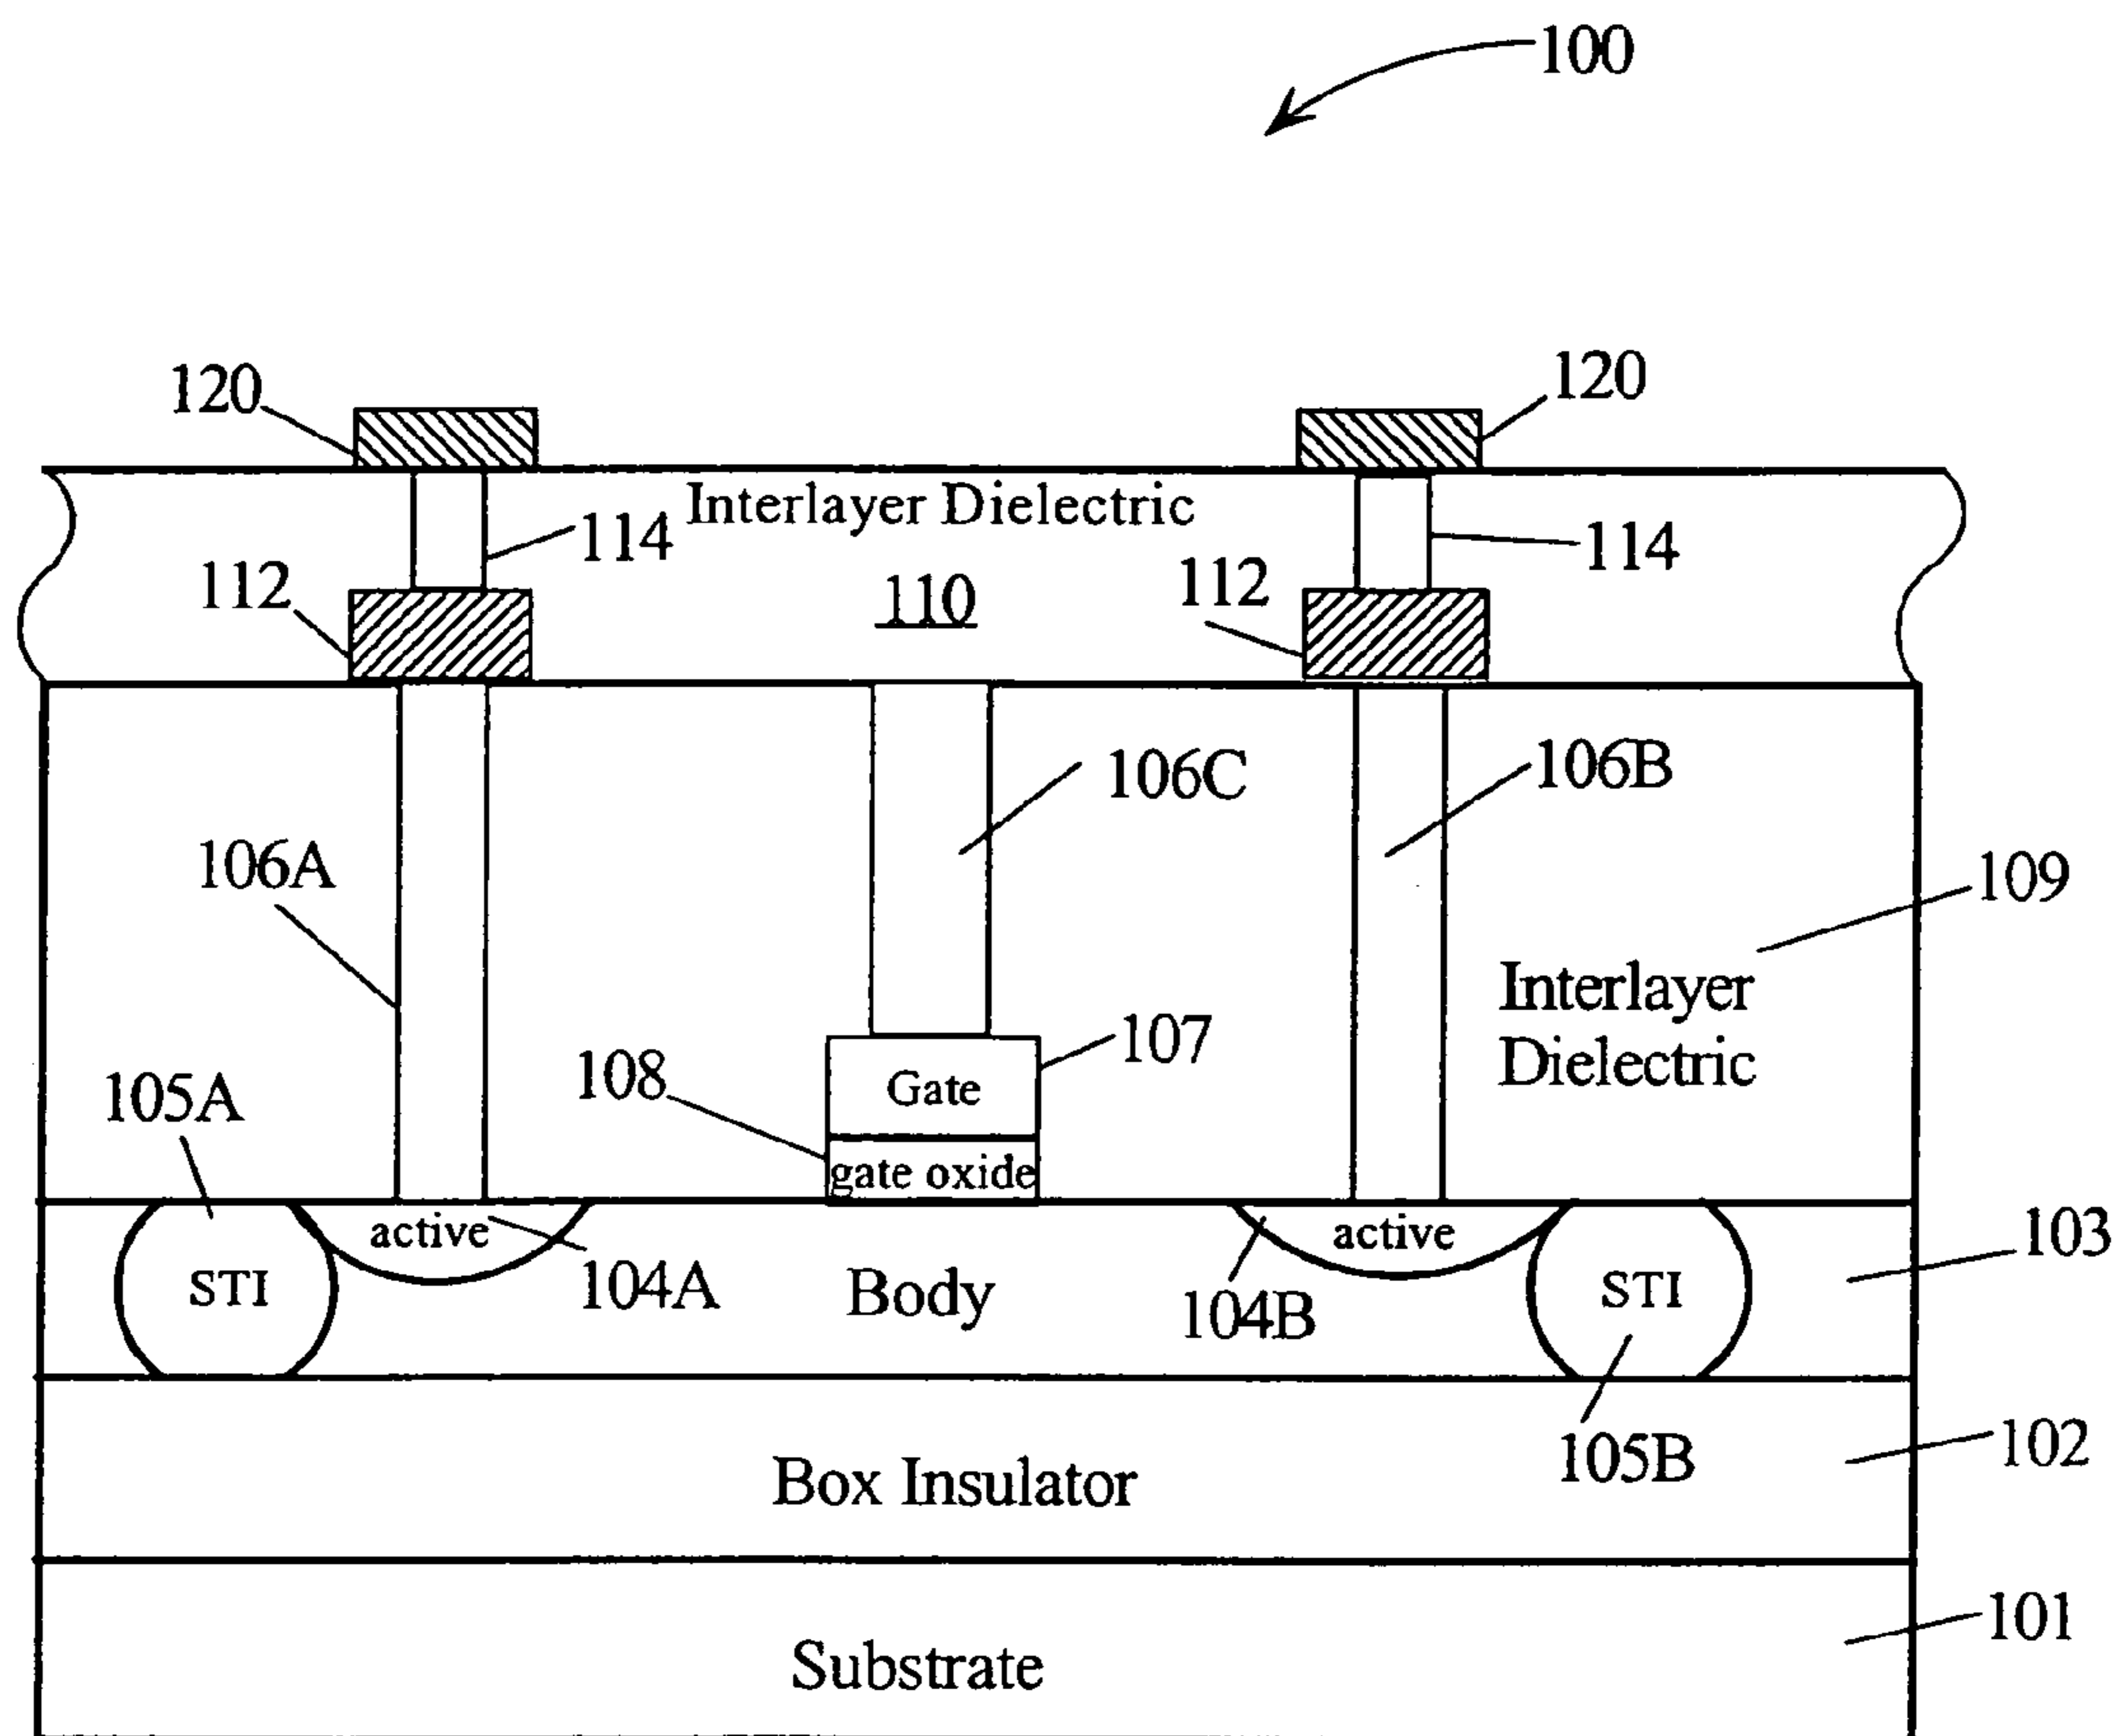 100
120
120
Interlayer Dielectric
114
114
112
110
112
106C
106B
106A
109
Interlayer
Dielectric
107
108
Gate
105A
gate oxide
active
active
103
STI
104A
Body
104B
STI
102
105B
Box Insulator
101
Substrate